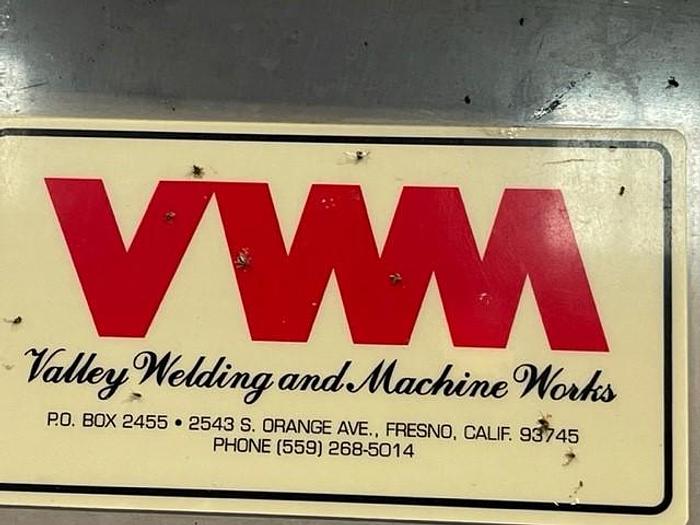 VWM
Valley Welding and Machine Works
P.O. BOX 2455 • 2543 S. ORANGE AVE., FRESNO, CALIF. 93745
PHONE (559) 268-5014